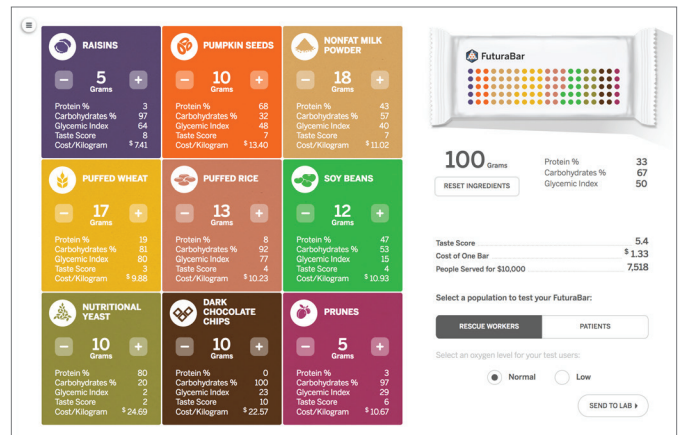 RAISINS
5
Grams
Protein % 3
Carbohydrates % 97
Glycemic Index 64
Taste Score 8
Cost/Kilogram $7.41
PUMPKIN SEEDS
10
Grams
Protein % 68
Carbohydrates % 32
Glycemic Index 48
Taste Score 7
Cost/Kilogram $13.40
NONFAT MILK
POWDER
18
Grams
Protein % 43
Carbohydrates % 57
Glycemic Index 40
Taste Score 7
Cost/Kilogram $11.02
PUFFED WHEAT
17
Grams
Protein % 19
Carbohydrates % 81
Glycemic Index 80
Taste Score 3
Cost/Kilogram $9.88
PUFFED RICE
13
Grams
Protein % 8
Carbohydrates % 92
Glycemic Index 77
Taste Score 4
Cost/Kilogram $10.23
SOY BEANS
12
Grams
Protein % 47
Carbohydrates % 53
Glycemic Index 15
Taste Score 4
Cost/Kilogram $10.93
NUTRITIONAL
YEAST
10
Grams
Protein % 80
Carbohydrates % 20
Glycemic Index 2
Taste Score 2
Cost/Kilogram $24.69
DARK
CHOCOLATE
CHIPS
10
Grams
Protein % 0
Carbohydrates % 100
Glycemic Index 23
Taste Score 10
Cost/Kilogram $22.57
PRUNES
5
Grams
Protein % 3
Carbohydrates % 97
Glycemic Index 29
Taste Score 6
Cost/Kilogram $10.67
FuturaBar
100 Grams
RESET INGREDIENTS
Protein % 33
Carbohydrates % 67
Glycemic Index 50
Taste Score 5.4
Cost of One Bar $1.33
People Served for $10,000 7,518
Select a population to test your FuturaBar:
RESCUE WORKERS PATIENTS
Select an oxygen level for your test users:
Normal Low
SEND TO LAB